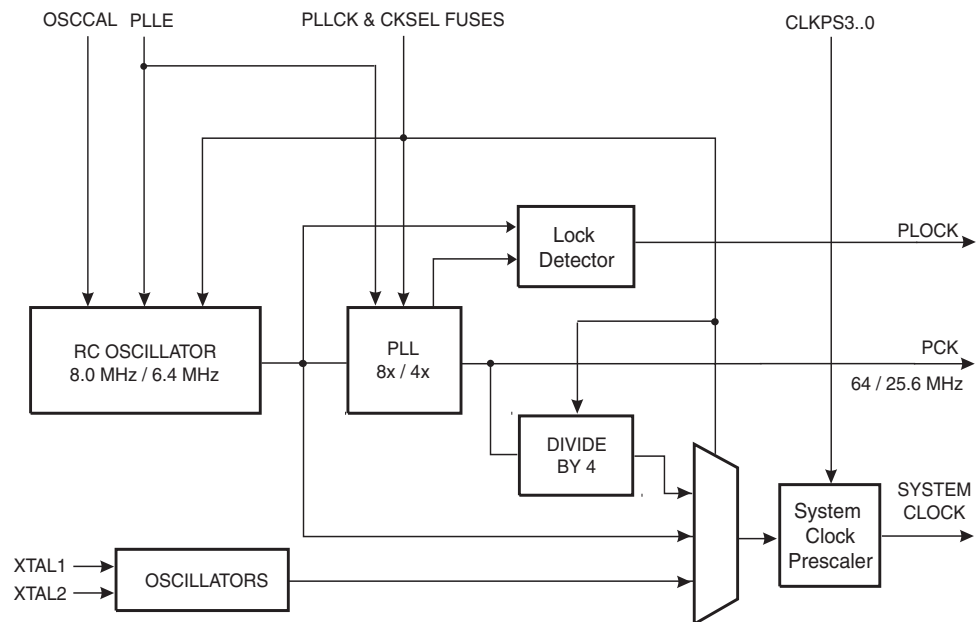 OSCCAL PLLE PLLCK & CKSEL FUSES CLKPS3..0
Lock
Detector
PLOCK
RC OSCILLATOR
8.0 MHz / 6.4 MHz
PLL
8x / 4x
PCK
64 / 25.6 MHz
DIVIDE
BY 4
System
Clock
Prescaler
SYSTEM
CLOCK
XTAL1
XTAL2
OSCILLATORS